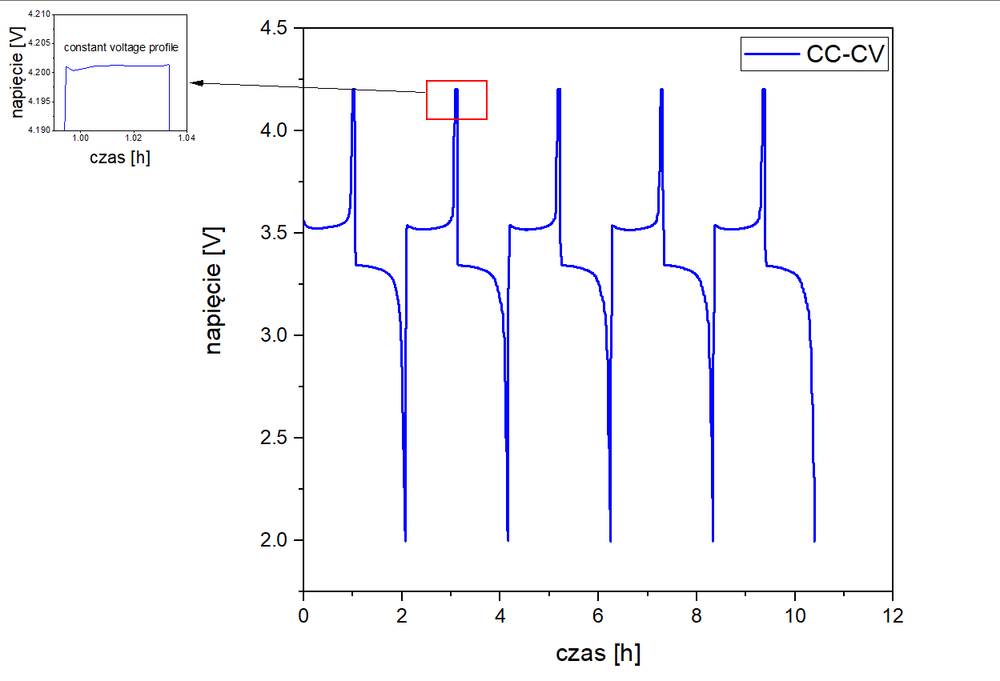 4.210
4.205
4.200
4.195
4.190
napięcie [V]
constant voltage profile
1.00 1.02 1.04
czas [h]
CC-CV
4.5
4.0
3.5
3.0
2.5
2.0
napięcie [V]
0 2 4 6 8 10 12
czas [h]